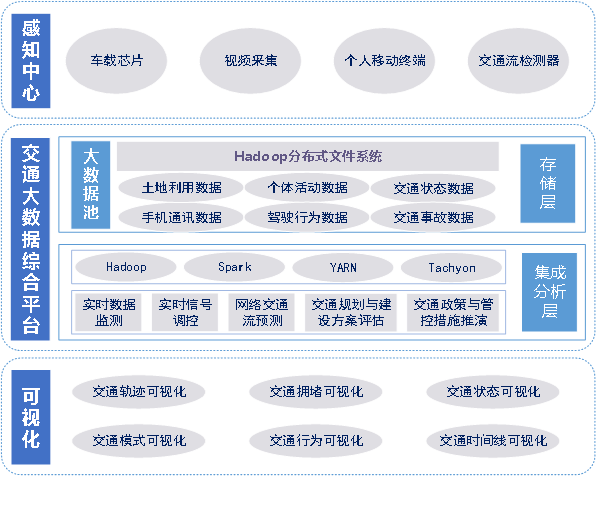 感知中心
车载芯片
视频采集
个人移动终端
交通流检测器
交通大数据综合平台
大数据池
Hadoop分布式文件系统
土地利用数据
个体活动数据
交通状态数据
手机通讯数据
驾驶行为数据
交通事故数据
存储层
Hadoop
Spark
YARN
Tachyon
实时数据
监测
实时信号
调控
网络交通
流预测
交通规划与建
设方案评估
交通政策与管
控措施推演
集成
分析
层
可视化
交通轨迹可视化
交通拥堵可视化
交通状态可视化
交通模式可视化
交通行为可视化
交通时间线可视化